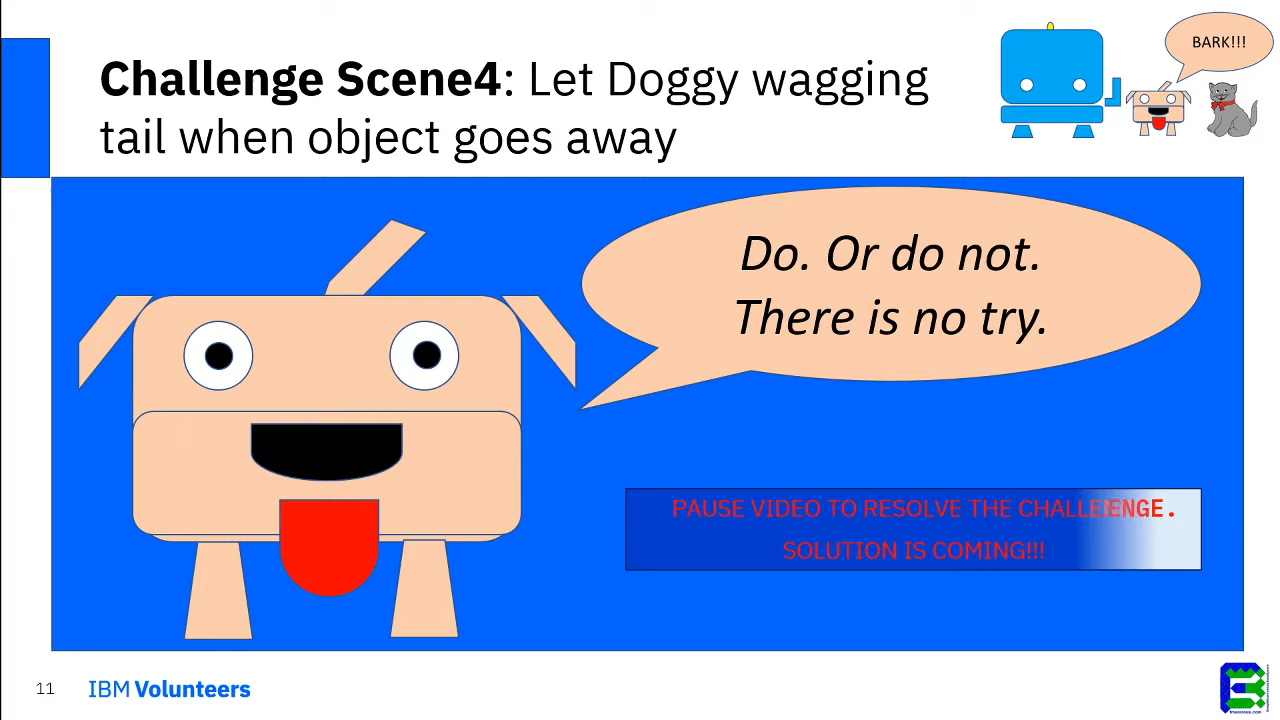 Challenge Scene4: Let Doggy wagging
tail when object goes away
BARK!!!
Do. Or do not.
There is no try.
PAUSE VIDEO TO RESOLVE THE CHALLENGE.
SOLUTION IS COMING!!!
11
IBM Volunteers